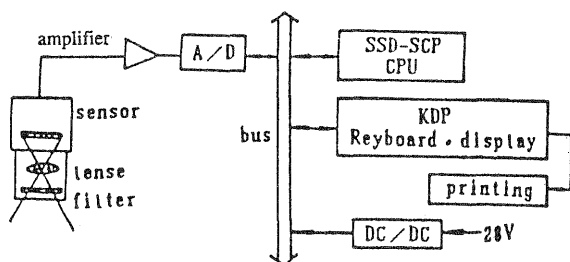 amplifier
A/D
sensor
lense
filter
bus
SSD-SCP
CPU
KDP
Reyboard . display
printing
DC/DC
28V